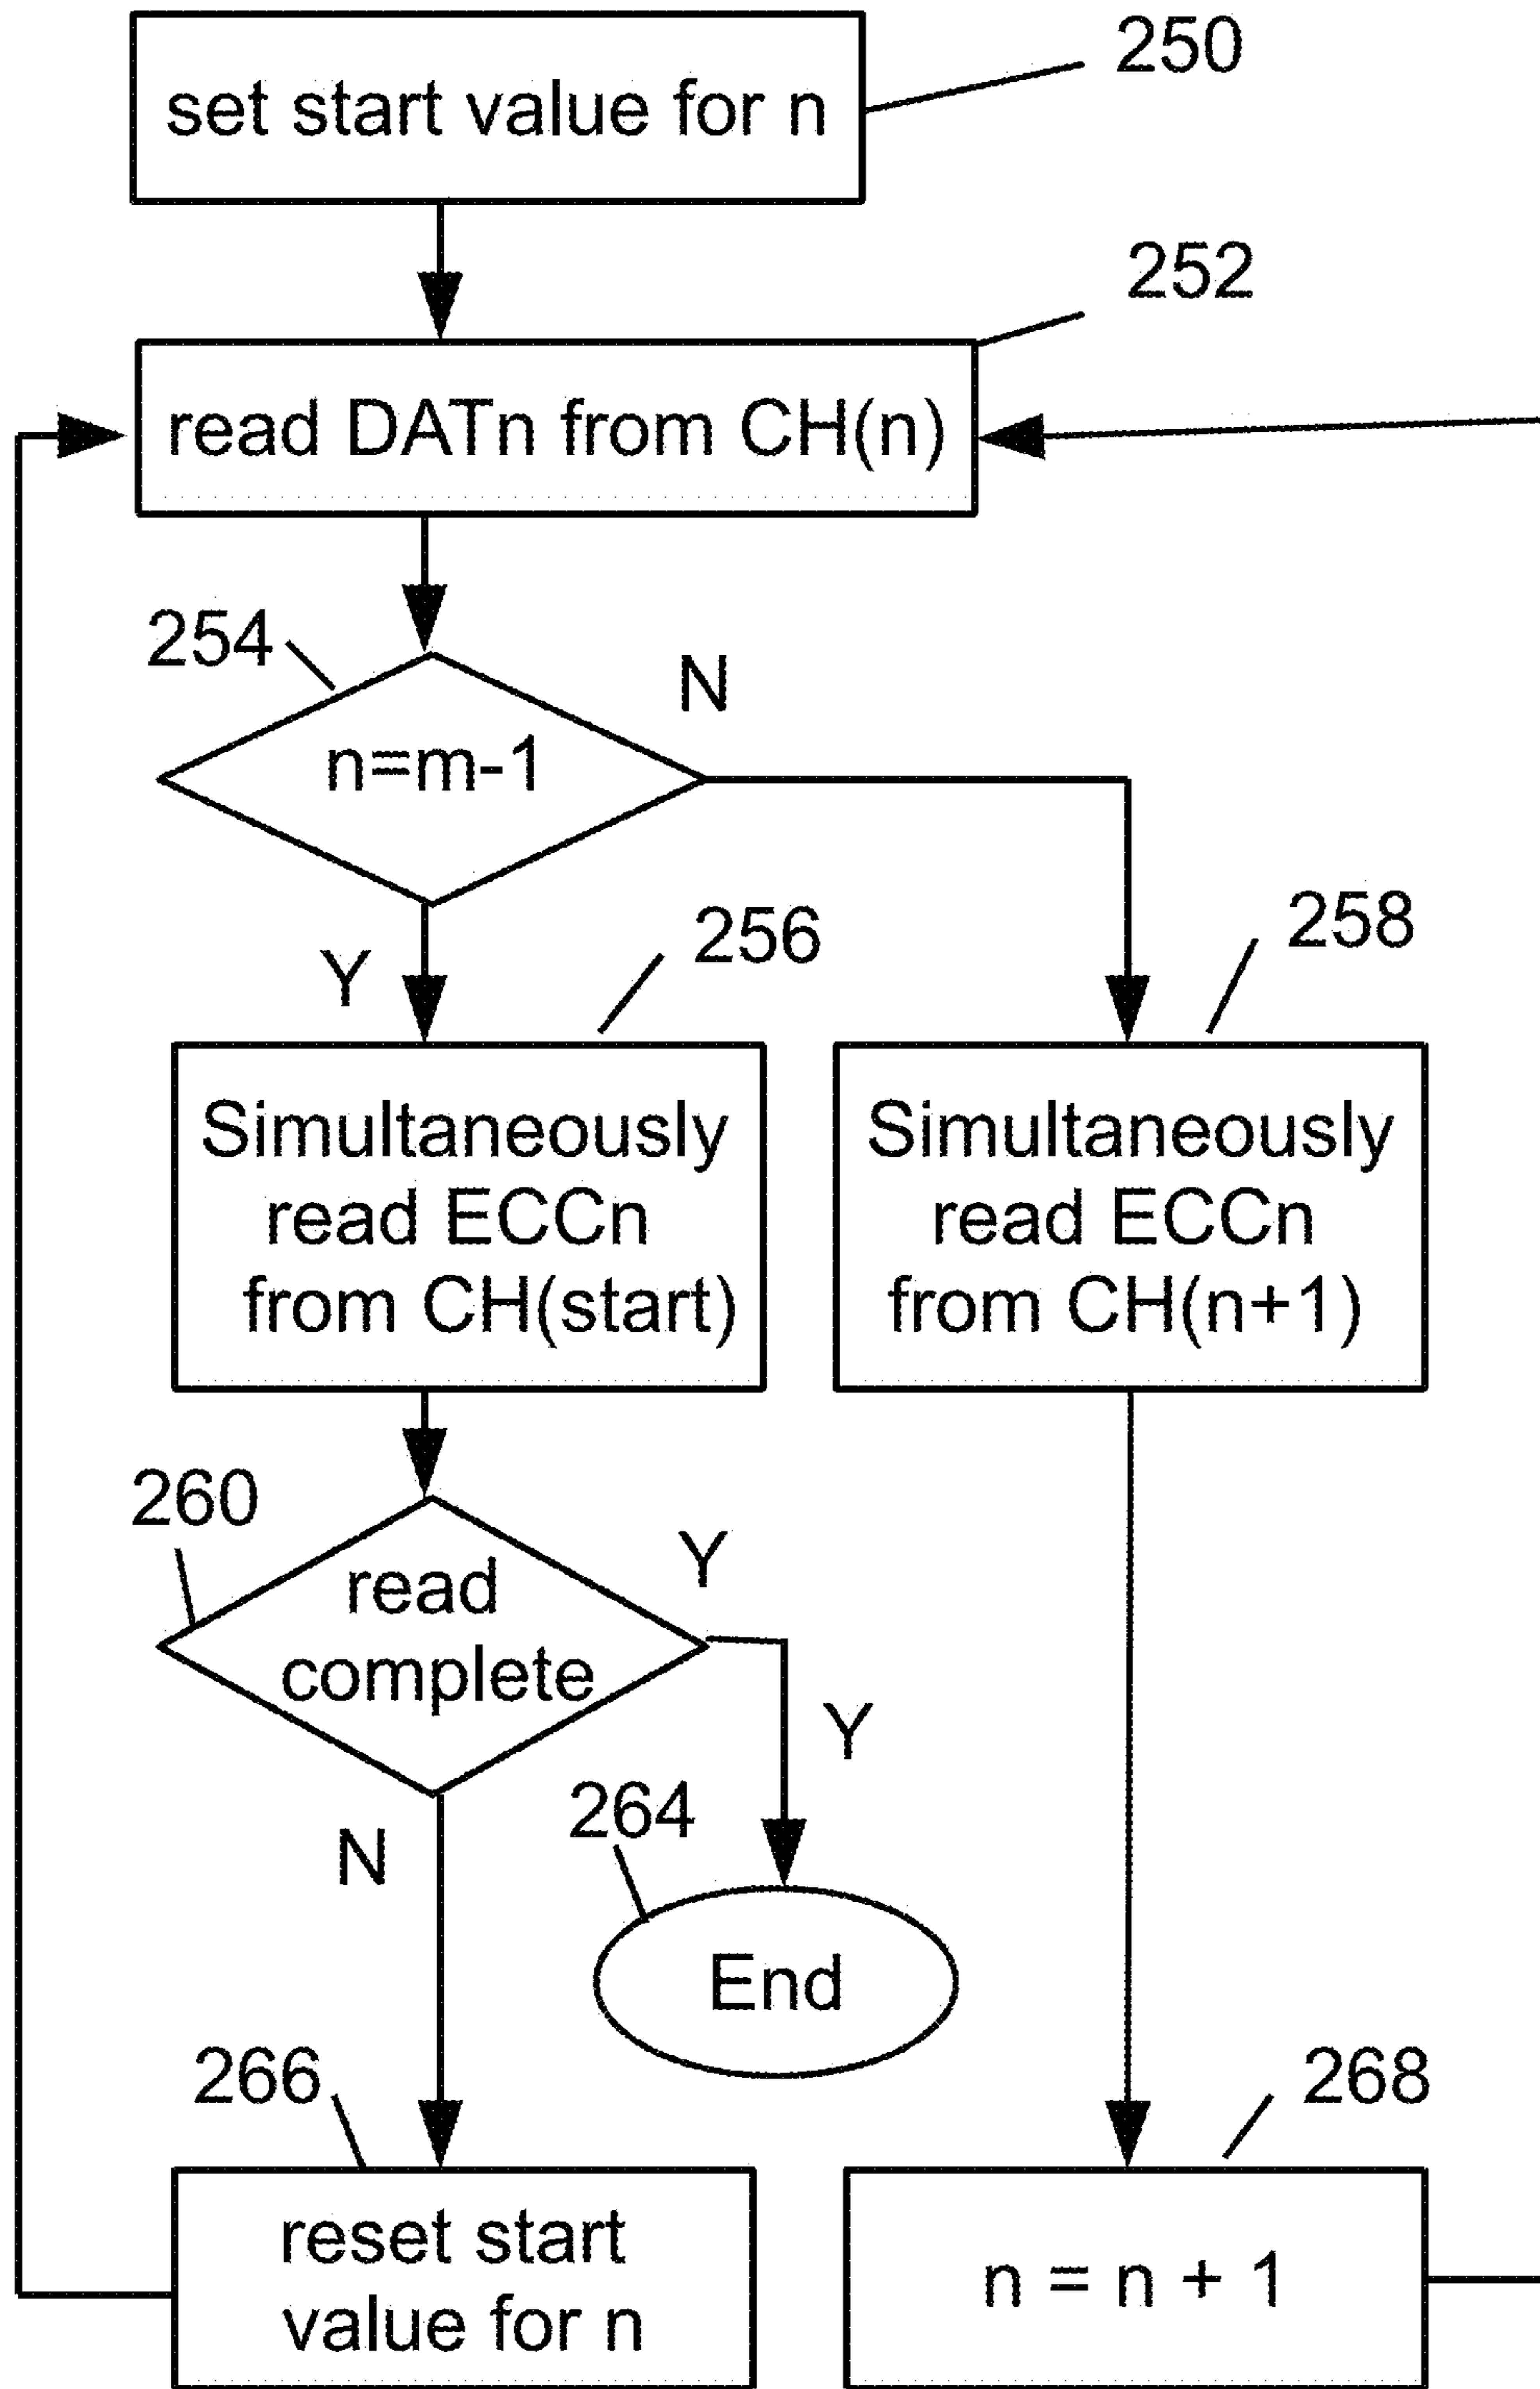 250
set start value for n
252
read DATn from CH(n)
254
N
n=m-1
256
258
Y
Simultaneously
read ECCn
from CH(start)
Simultaneously
read ECCn
from CH(n+1)
260
Y
read
complete
Y
264
N
End
266
268
reset start
value for n
n = n + 1